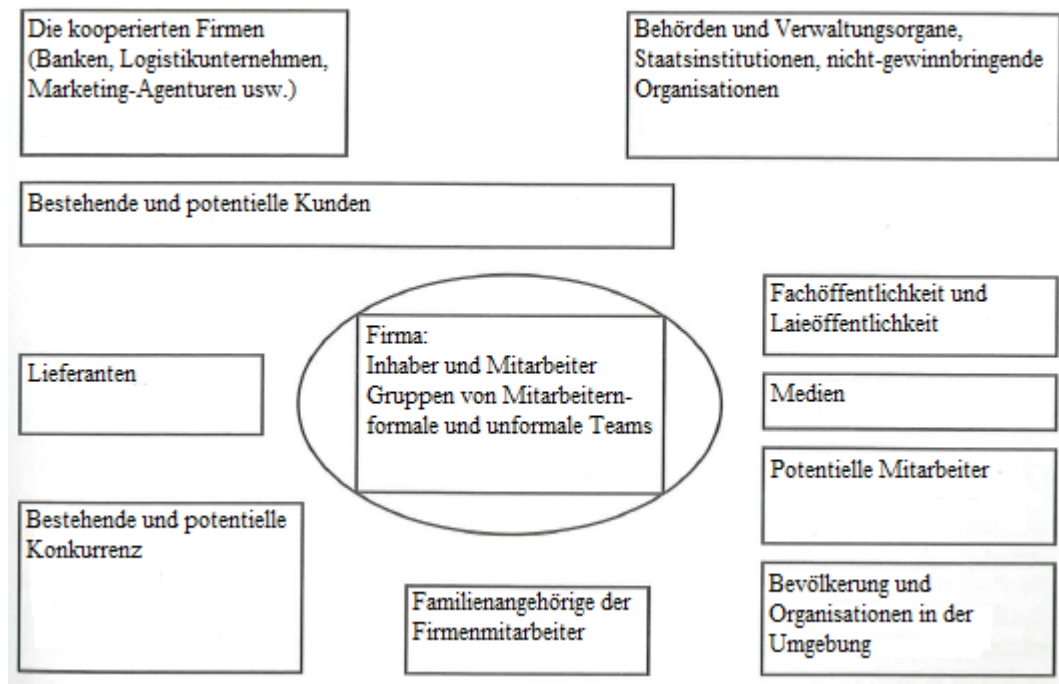 Die kooperierten Firmen
(Banken, Logistikunternehmen,
Marketing-Agenturen usw.)
Behörden und Verwaltungsorgane,
Staatsinstitutionen, nicht-gewinnbringende
Organisationen
Bestehende und potentielle Kunden
Fachöffentlichkeit und
Laieöffentlichkeit
Firma:
Inhaber und Mitarbeiter
Gruppen von Mitarbeitern-
formale und unformale Teams
Lieferanten
Medien
Potentielle Mitarbeiter
Bestehende und potentielle
Konkurrenz
Familienangehörige der
Firmenmitarbeiter
Bevölkerung und
Organisationen in der
Umgebung